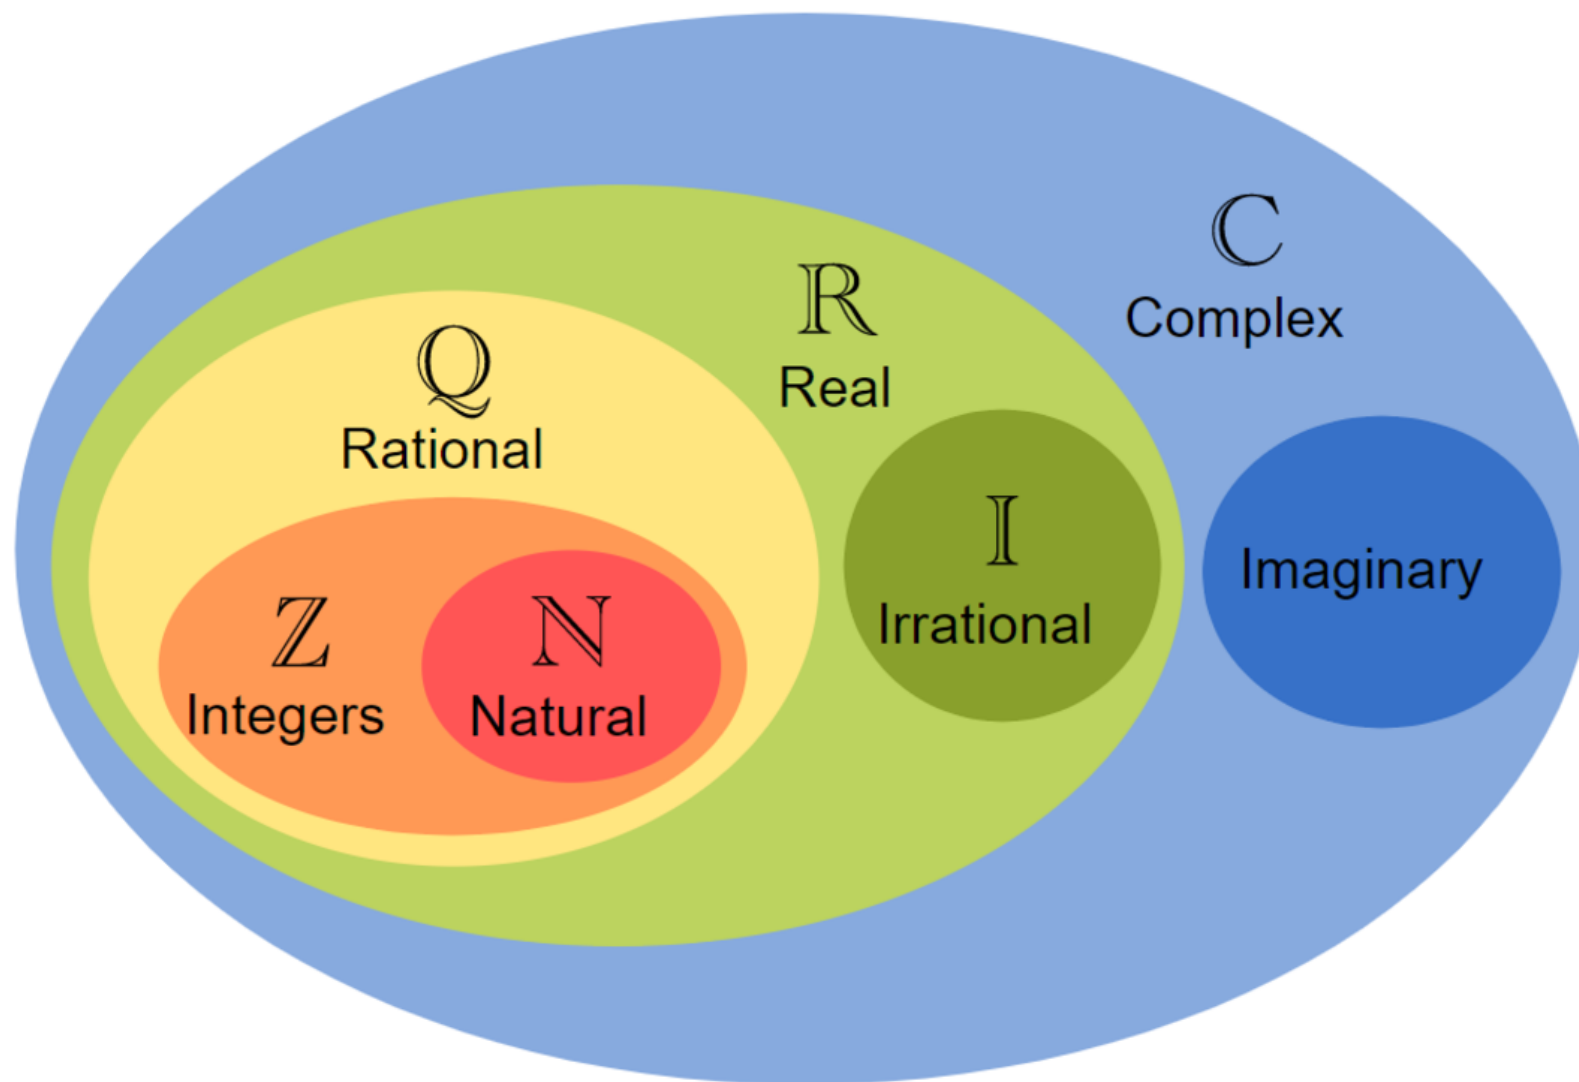 ℂ
Complex
ℝ
Real
ℚ
Rational
𝕀
Irrational
Imaginary
ℤ
Integers
ℕ
Natural